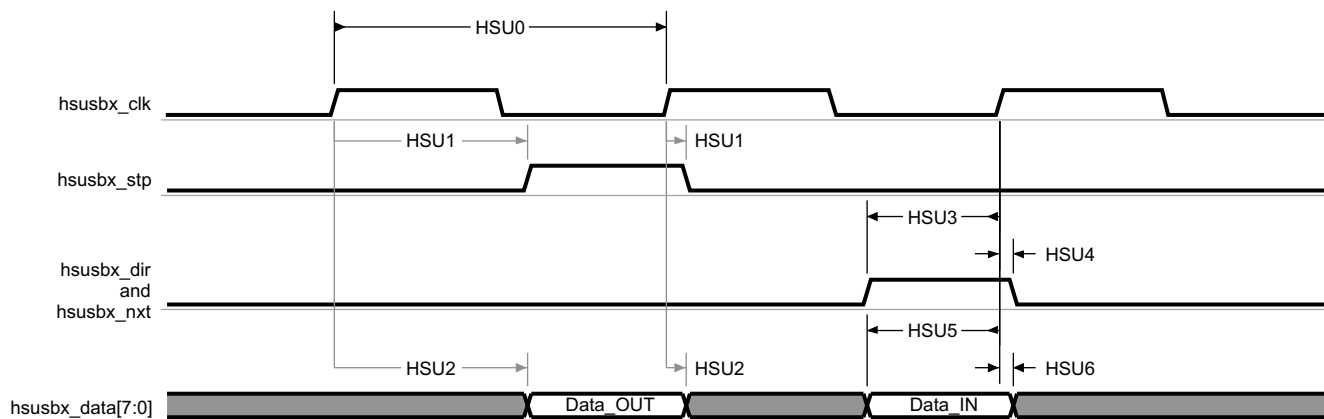 HSU0
hsusbx_clk
HSU1
HSU1
hsusbx_stp
HSU3
HSU4
hsusbx_dir
and
hsusbx_nxt
HSU5
HSU2
HSU2
HSU6
hsusbx_data[7:0]
Data_OUT
Data_IN